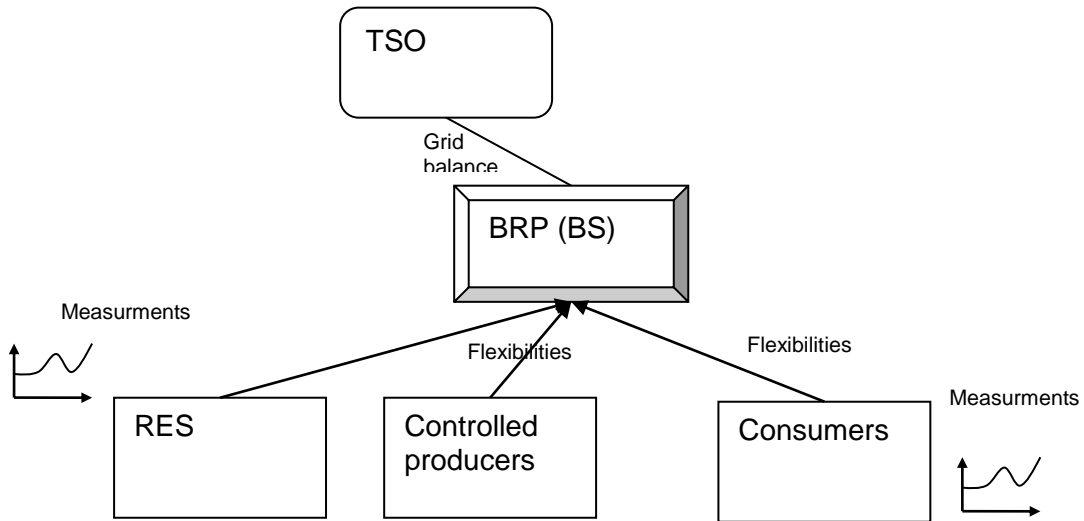 TSO
Grid
balance
BRP (BS)
Measurments
Flexibilities
Flexibilities
Measurments
RES
Controlled
producers
Consumers